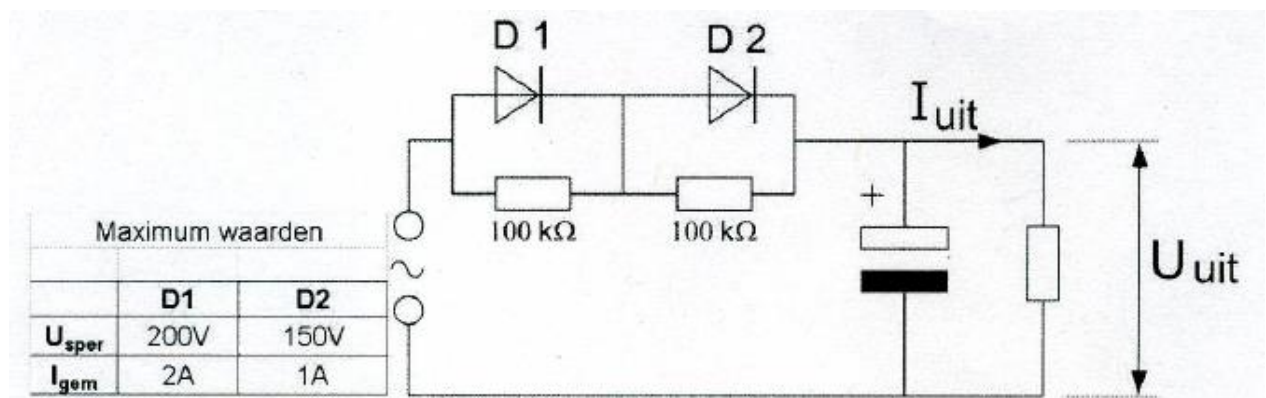 D 1
D 2
I uit
+
100 kΩ
100 kΩ
U uit
~
Maximum waarden
D1 D2
U sper 200V 150V
I gem 2A 1A